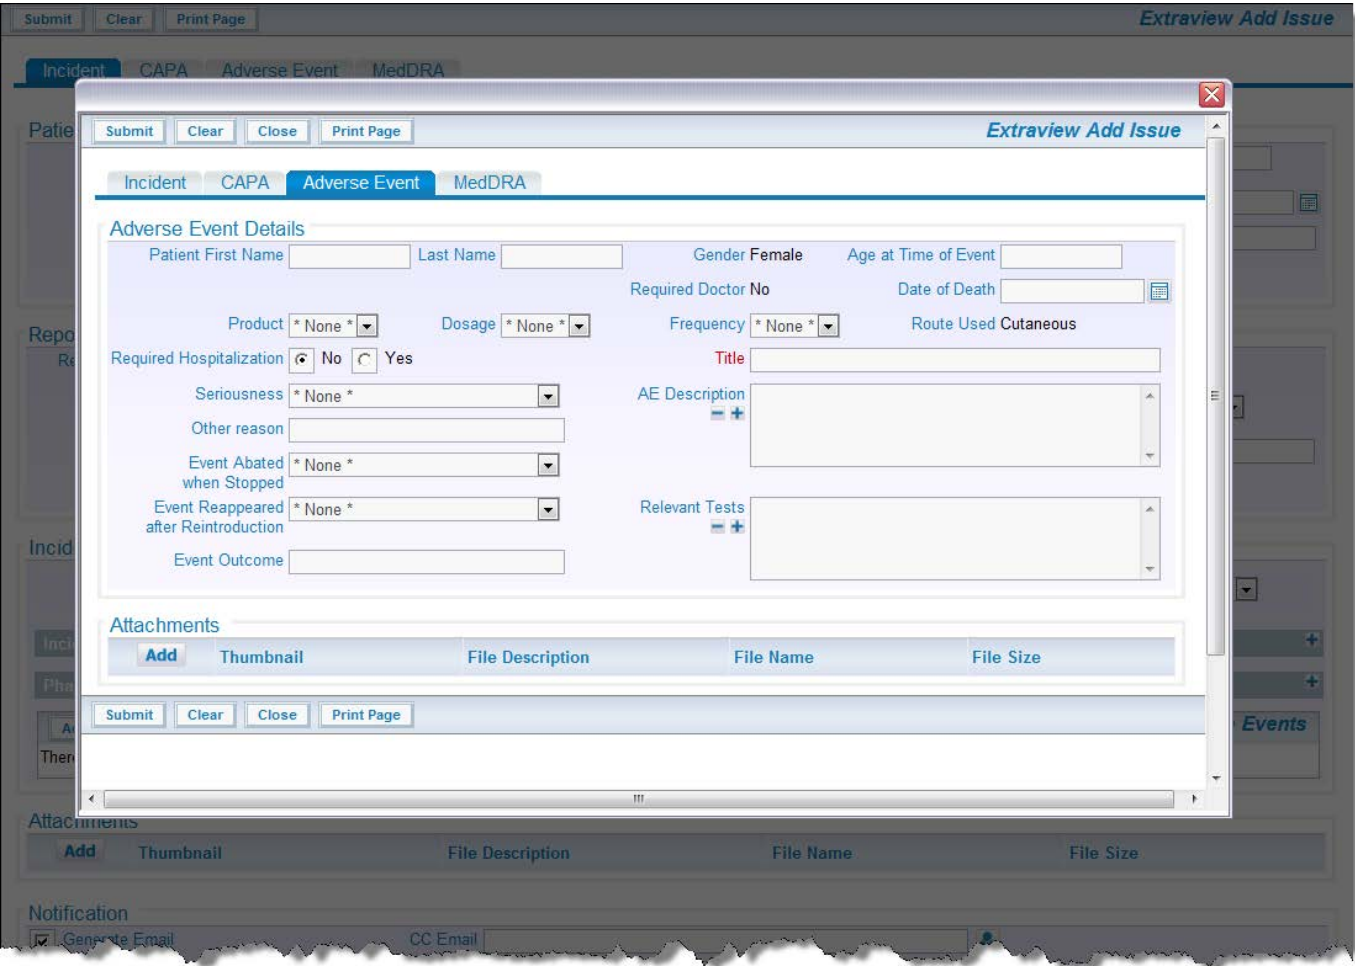 Submit Clear Print Page Extraview Add Issue
Incident CAPA Adverse Event MedDRA
Submit Clear Close Print Page Extraview Add Issue
Incident CAPA Adverse Event MedDRA
Adverse Event Details
Patient First Name Last Name Gender Female Age at Time of Event
Required Doctor No Date of Death
Product * None * Dosage * None * Frequency * None * Route Used Cutaneous
Required Hospitalization No Yes Title
Seriousness * None * AE Description
Other reason
Event Abated * None *
when Stopped
Event Reappeared * None * Relevant Tests
after Reintroduction
Event Outcome
Attachments
Add Thumbnail File Description File Name File Size
Submit Clear Close Print Page
Events
Attachments
Add Thumbnail File Description File Name File Size
Notification
Generate Email CC Email